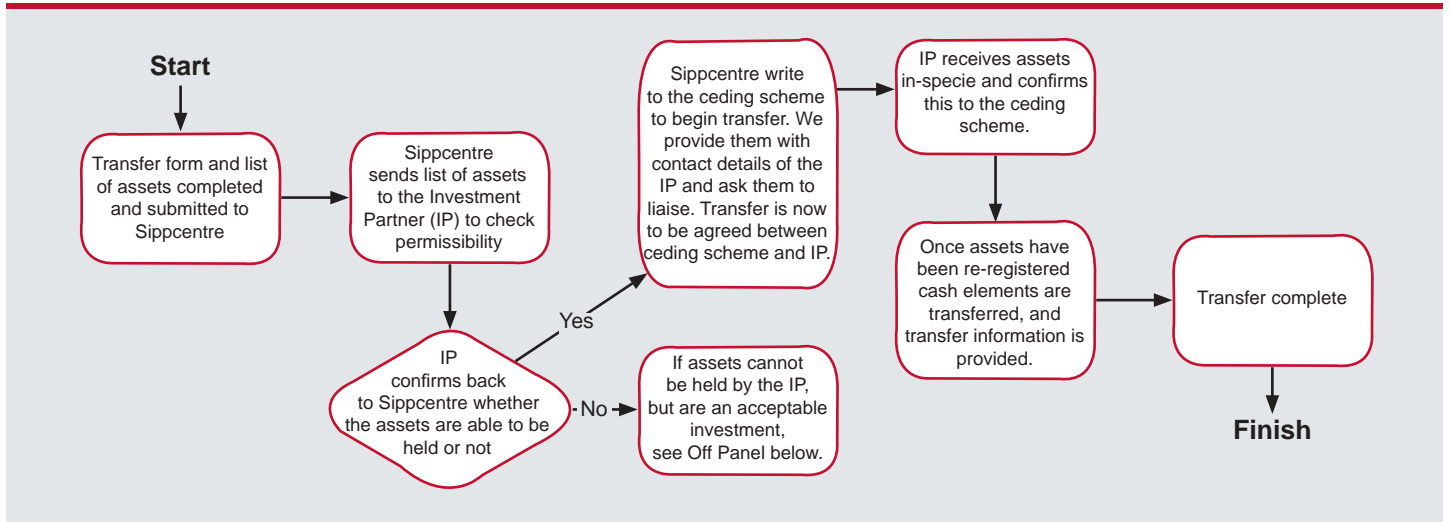 Start
Transfer form and list
of assets completed
and submitted to
Sippcentre
Sippcentre
sends list of assets
to the Investment
Partner (IP) to check
permissibility
IP
confirms back
to Sippcentre whether
the assets are able to be
held or not
Yes
Sippcentre write
to the ceding scheme
to begin transfer. We
provide them with
contact details of the
IP and ask them to
liaise. Transfer is now
to be agreed between
ceding scheme and IP.
No
If assets cannot
be held by the IP,
but are an acceptable
investment,
see Off Panel below.
IP receives assets
in-specie and confirms
this to the ceding
scheme.
Once assets have
been re-registered
cash elements are
transferred, and
transfer information is
provided.
Transfer complete
Finish